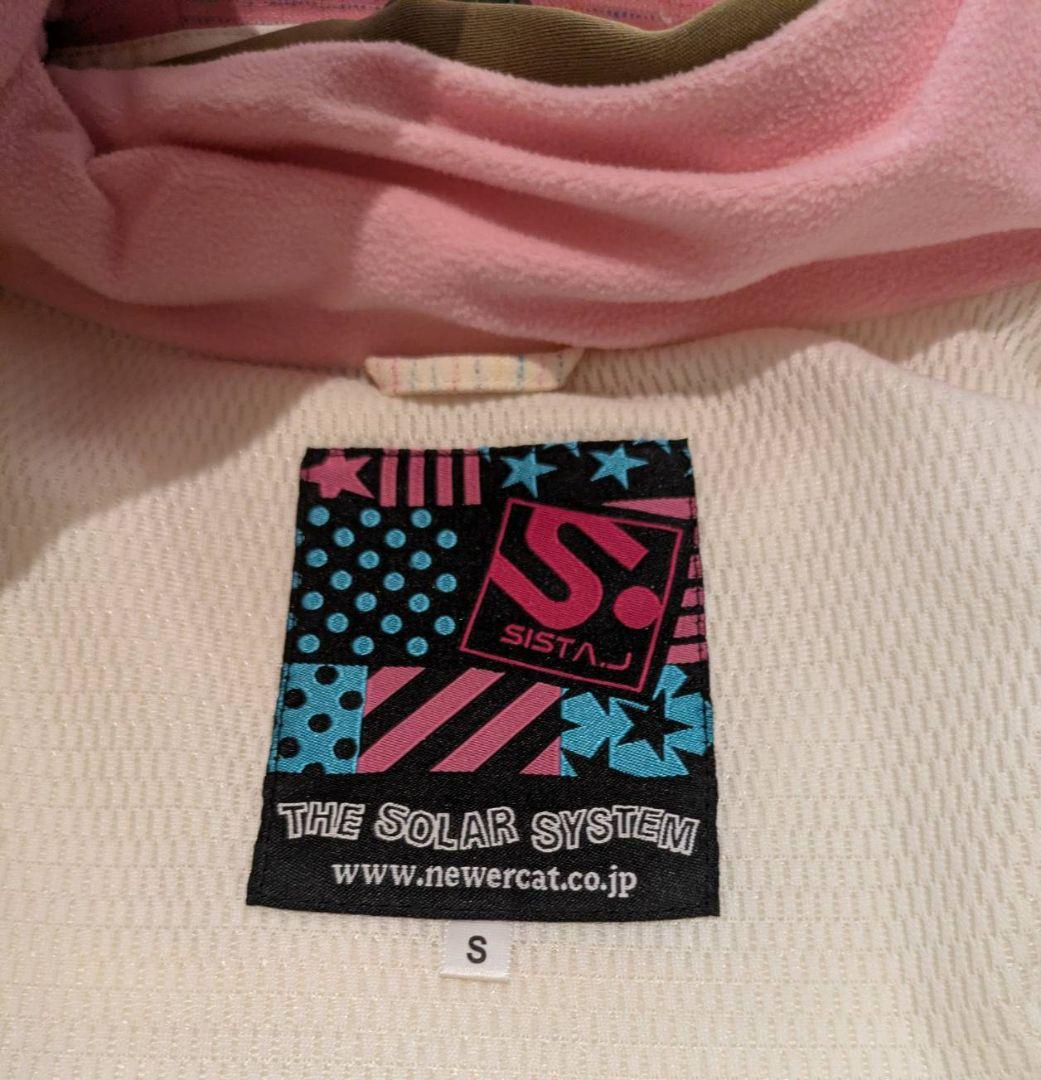 S.
SISTA.J
THE SOLAR SYSTEM
www.newercat.co.jp
S